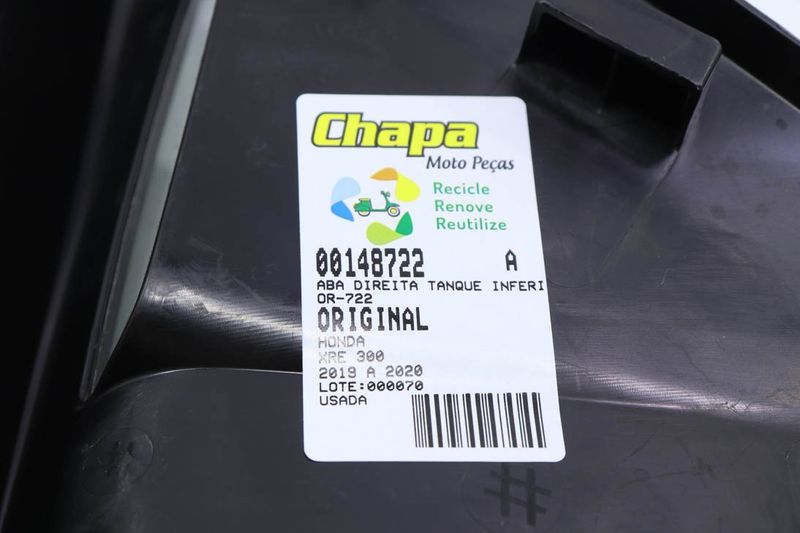 Chapa
Moto Peças
Recicle
Renove
Reutilize
00148722 A
ABA DIREITA TANQUE INFERI
OR-722
ORIGINAL
HONDA
XRE 300
2019 A 2020
LOTE:000070
USADA
#